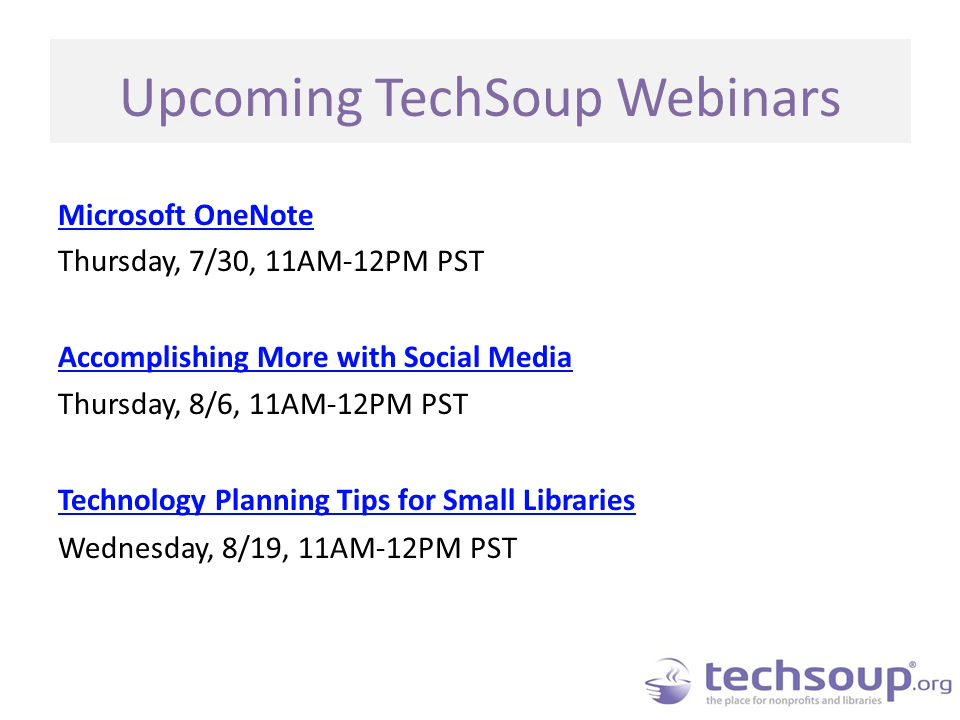 Upcoming TechSoup Webinars
Microsoft OneNote
Thursday, 7/30, 11AM-12PM PST
Accomplishing More with Social Media
Thursday, 8/6, 11AM-12PM PST
Technology Planning Tips for Small Libraries
Wednesday, 8/19, 11AM-12PM PST
techsoup®.org
the place for nonprofits and libraries